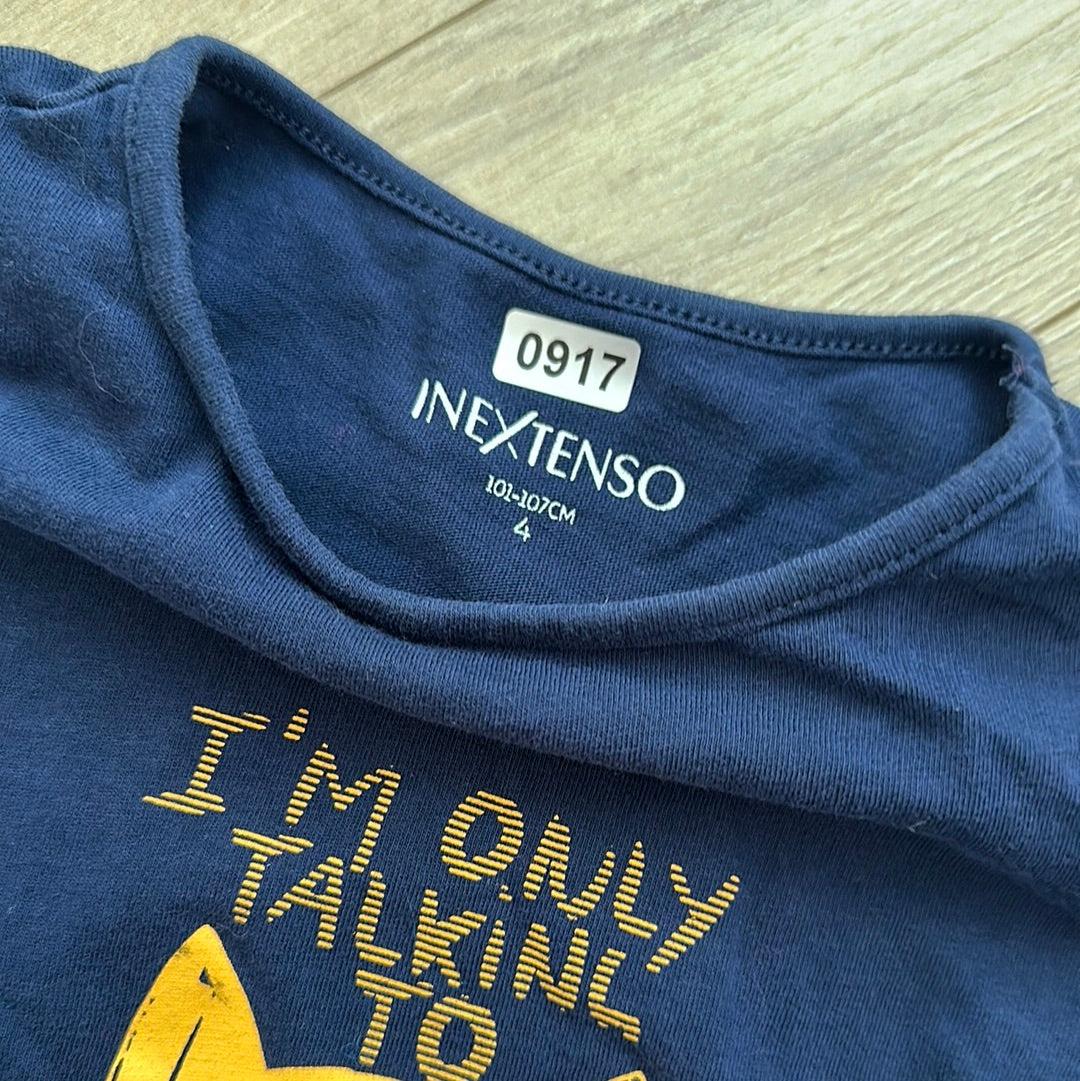 0917
INEXTENSO
101-107CM
4
I'M ONLY
TALKING
TO